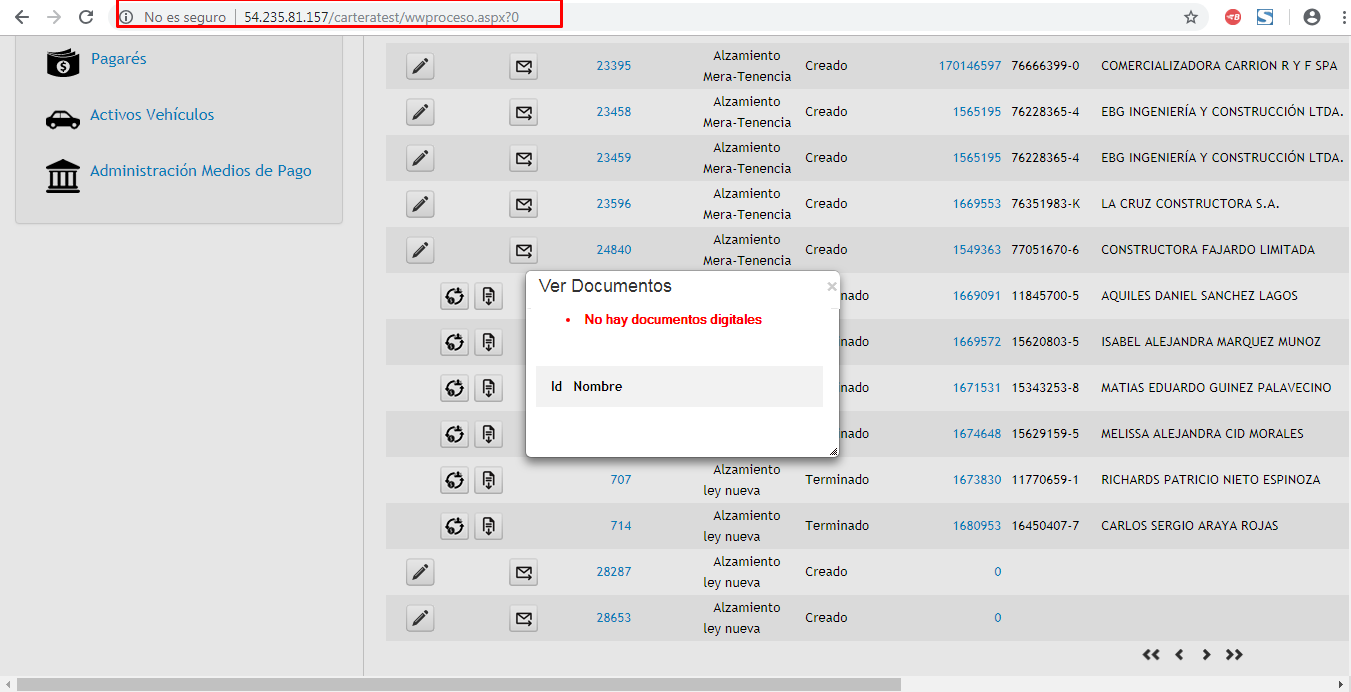 No es seguro | 54.235.81.157/carteratest/wwproceso.aspx?0
Pagarés
Activos Vehículos
Administración Medios de Pago
23395 Alzamiento Mera-Tenencia Creado 170146597 76666399-0 COMERCIALIZADORA CARRION R Y F SPA
23458 Alzamiento Mera-Tenencia Creado 1565195 76228365-4 EBG INGENIERÍA Y CONSTRUCCIÓN LTDA.
23459 Alzamiento Mera-Tenencia Creado 1565195 76228365-4 EBG INGENIERÍA Y CONSTRUCCIÓN LTDA.
23596 Alzamiento Mera-Tenencia Creado 1669553 76351983-K LA CRUZ CONSTRUCTORA S.A.
24840 Alzamiento Mera-Tenencia Creado 1549363 77051670-6 CONSTRUCTORA FAJARDO LIMITADA
Ver Documentos ×
• No hay documentos digitales
Id Nombre
nado 1669091 11845700-5 AQUILES DANIEL SANCHEZ LAGOS
nado 1669572 15620803-5 ISABEL ALEJANDRA MARQUEZ MUNOZ
nado 1671531 15343253-8 MATIAS EDUARDO GUINEZ PALAVECINO
nado 1674648 15629159-5 MELISSA ALEJANDRA CID MORALES
707 Alzamiento ley nueva Terminado 1673830 11770659-1 RICHARDS PATRICIO NIETO ESPINOZA
714 Alzamiento ley nueva Terminado 1680953 16450407-7 CARLOS SERGIO ARAYA ROJAS
28287 Alzamiento ley nueva Creado 0
28653 Alzamiento ley nueva Creado 0